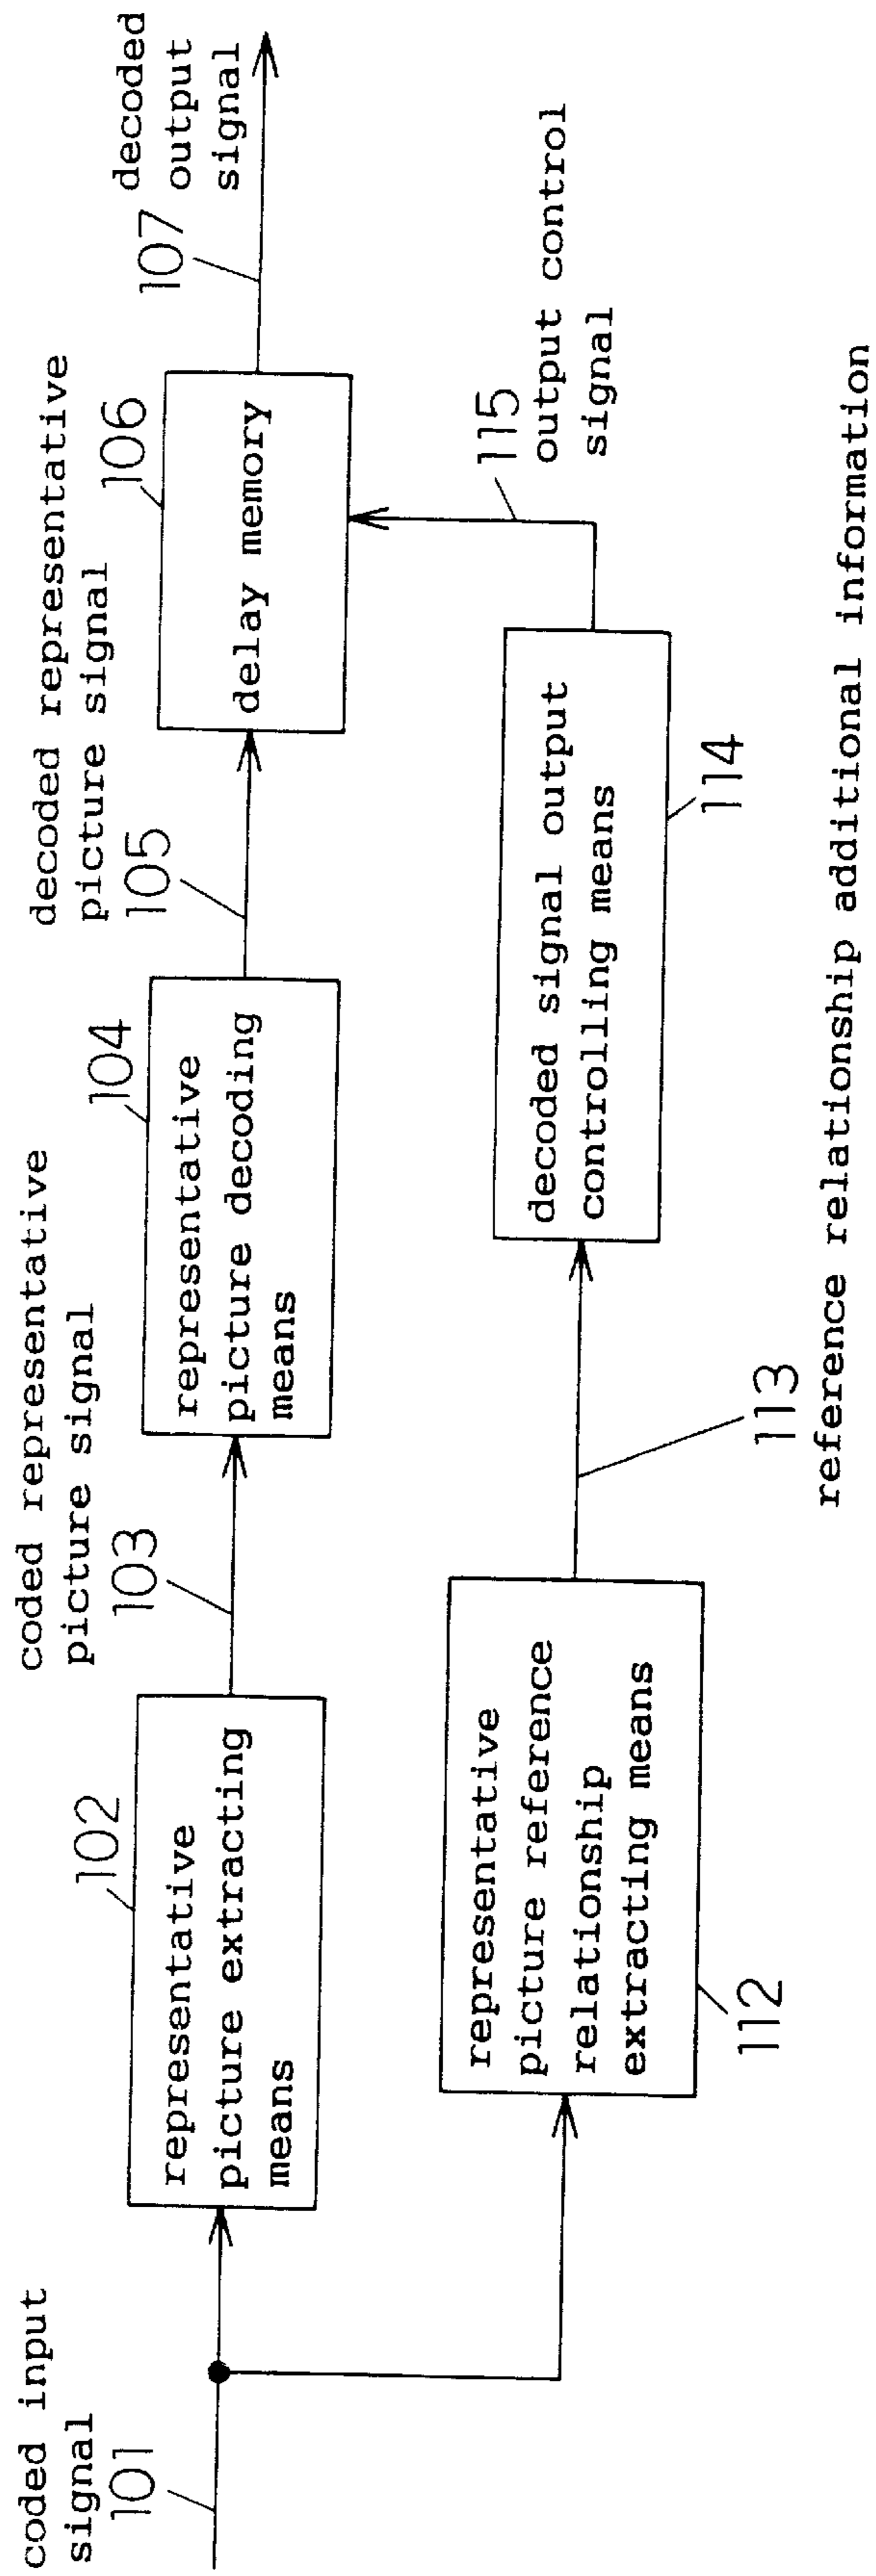 coded input
signal
101
102
representative
picture extracting
means
coded representative
picture signal
103
104
representative
picture decoding
means
decoded representative
picture signal
105
106
delay memory
107
decoded
output
signal
representative
picture reference
relationship
extracting means
112
113
reference relationship additional information
decoded signal output
controlling means
114
115
output control
signal